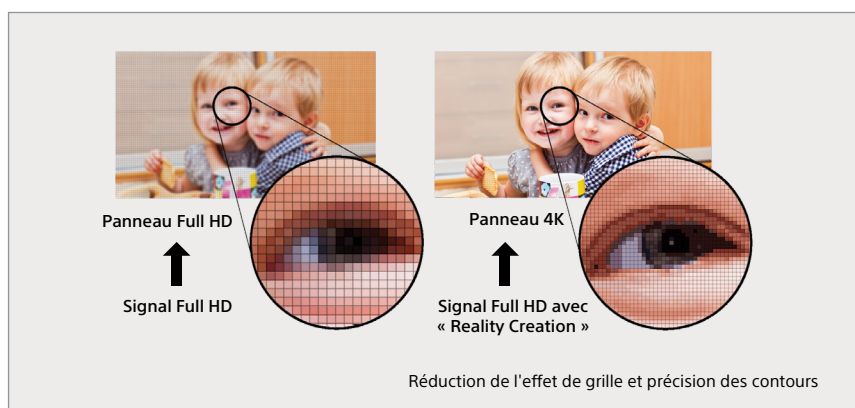 Panneau Full HD
Signal Full HD
Panneau 4K
Signal Full HD avec
« Reality Creation »
Réduction de l'effet de grille et précision des contours